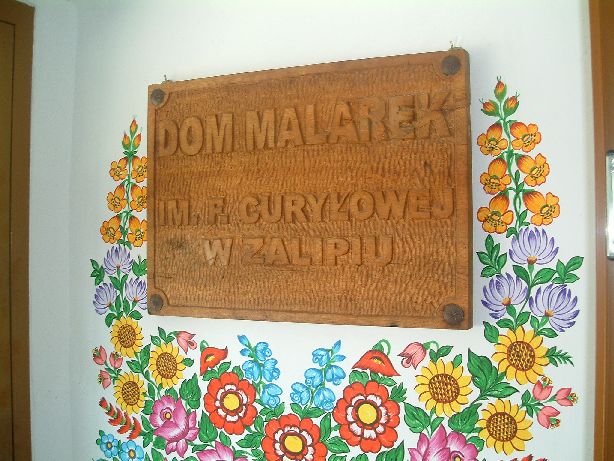 DOM MALAREK
IM. F. CURYŁOWEJ
W ZALIPIU